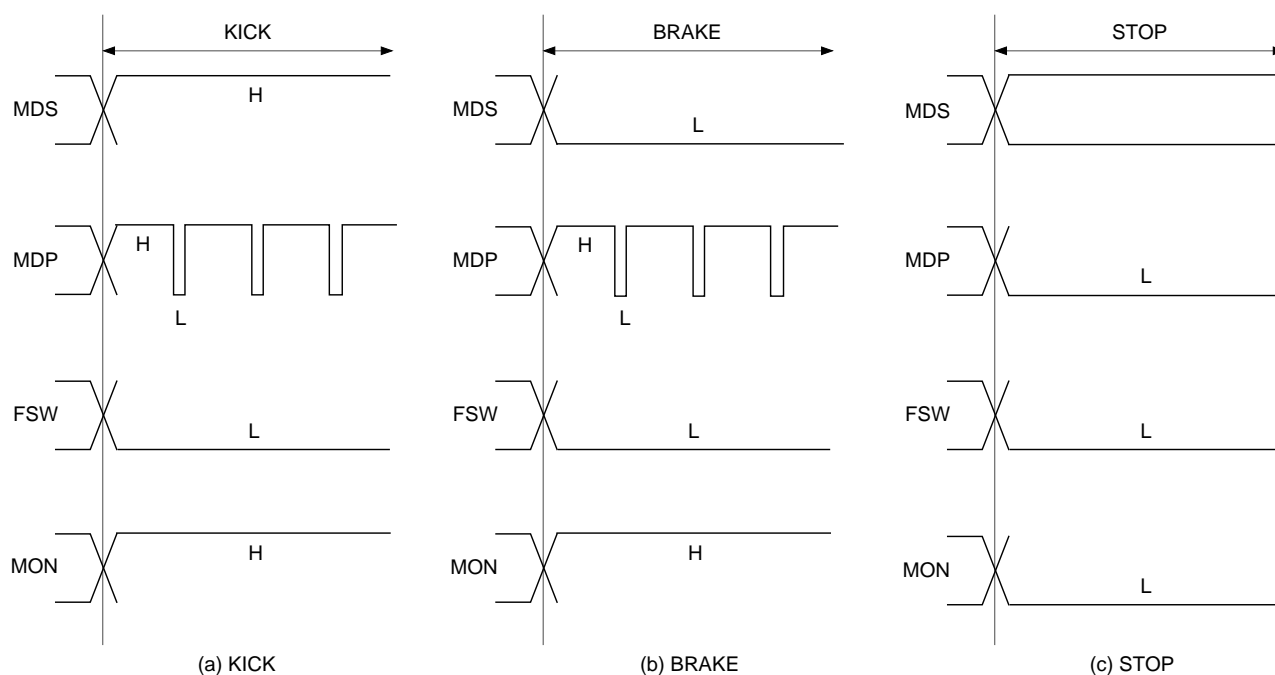 KICK
MDS
H
MDP
H
L
FSW
L
MON
H
(a) KICK
BRAKE
MDS
L
MDP
H
L
FSW
L
MON
H
(b) BRAKE
STOP
MDS
MDP
L
FSW
L
MON
L
(c) STOP